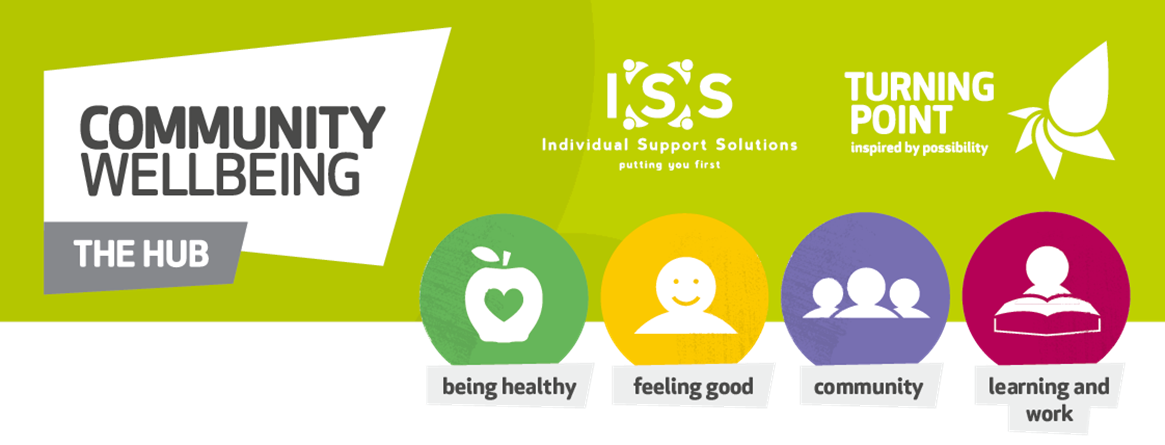 COMMUNITY
WELLBEING
THE HUB
ISS
Individual Support Solutions
putting you first
TURNING
POINT
inspired by possibility
being healthy
feeling good
community
learning and
work